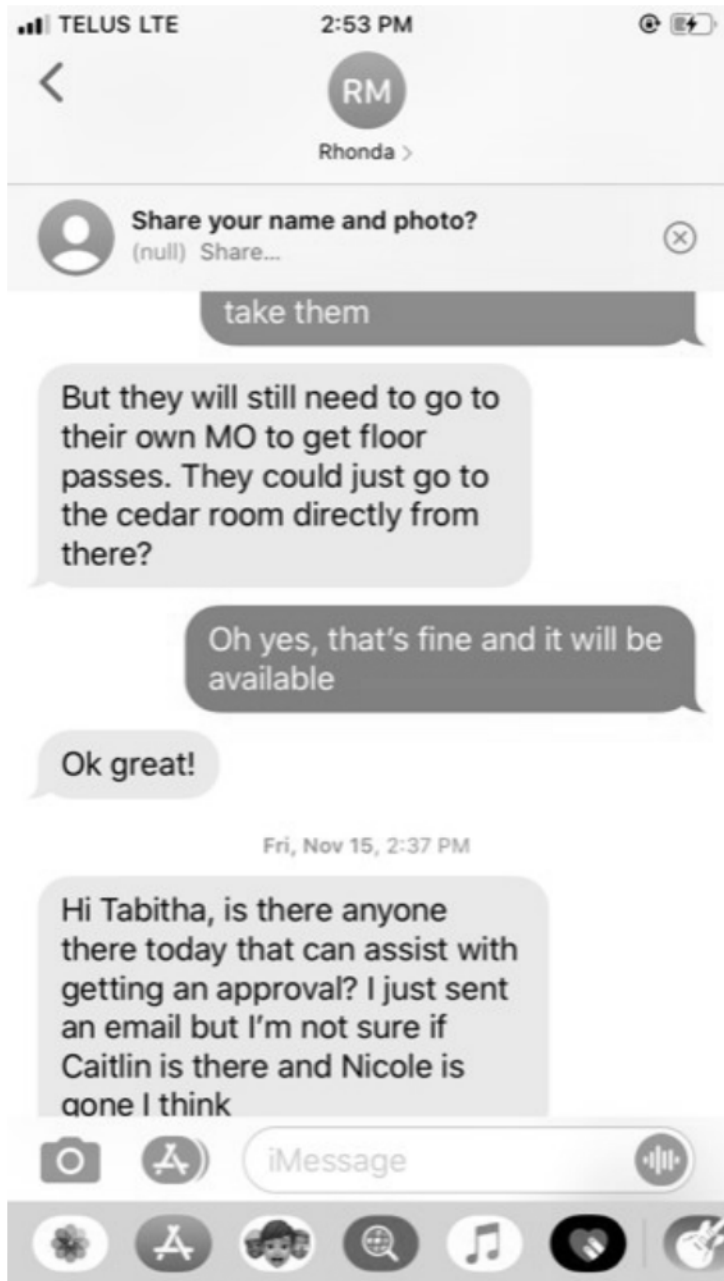 TELUS LTE 2:53 PM
RM
Rhonda >
Share your name and photo?
(null) Share...
take them
But they will still need to go to
their own MO to get floor
passes. They could just go to
the cedar room directly from
there?
Oh yes, that's fine and it will be
available
Ok great!
Fri, Nov 15, 2:37 PM
Hi Tabitha, is there anyone
there today that can assist with
getting an approval? I just sent
an email but I'm not sure if
Caitlin is there and Nicole is
gone I think
iMessage